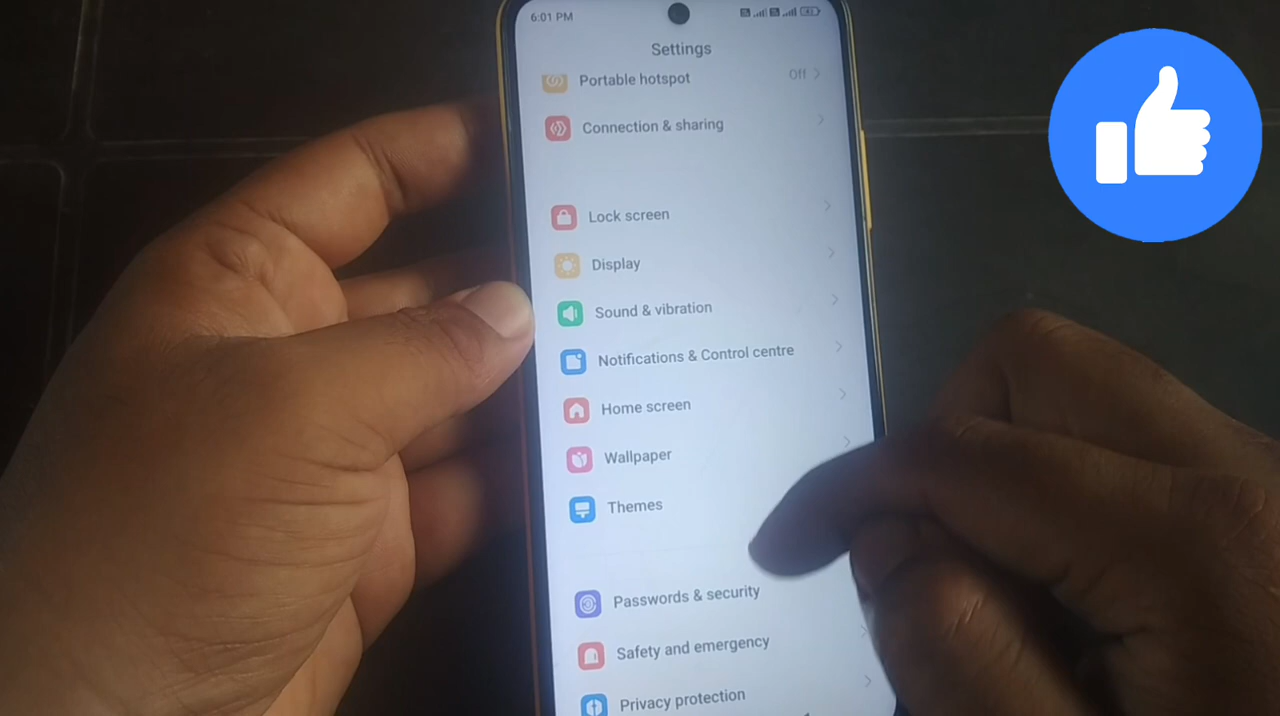 6:01 PM
Settings
Portable hotspot Off
Connection & sharing
Lock screen
Display
Sound & vibration
Notifications & Control centre
Home screen
Wallpaper
Themes
Passwords & security
Safety and emergency
Privacy protection